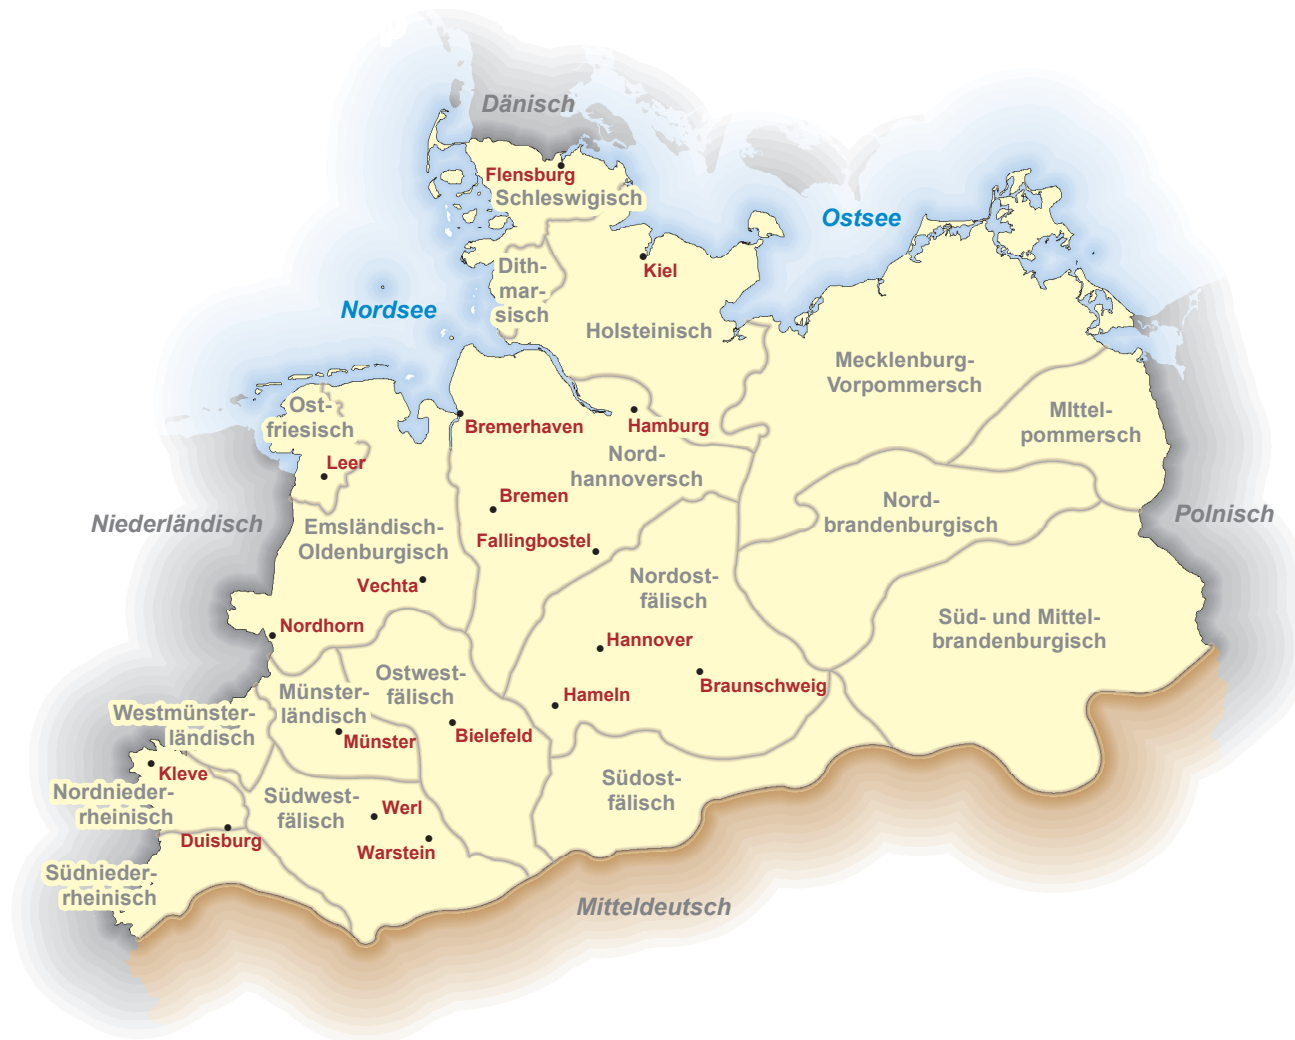 Dänisch
Flensburg
Schleswigisch
Ostsee
Dith-
mar-
sisch
Kiel
Nordsee
Holsteinisch
Mecklenburg-
Vorpommersch
Ost-
friesisch
MIttel-
pommersch
Bremerhaven
Hamburg
Leer
Nord-
hannoversch
Bremen
Nord-
brandenburgisch
Niederländisch
Polnisch
Emsländisch-
Oldenburgisch
Fallingbostel
Vechta
Nordost-
fälisch
Nordhorn
Hannover
Süd- und Mittel-
brandenburgisch
Ostwest-
fälisch
Braunschweig
Münster-
ländisch
Hameln
Westmünster-
ländisch
Münster
Bielefeld
Kleve
Südost-
fälisch
Nordnieder-
rheinisch
Südwest-
fälisch
Werl
Duisburg
Warstein
Südnieder-
rheinisch
Mitteldeutsch